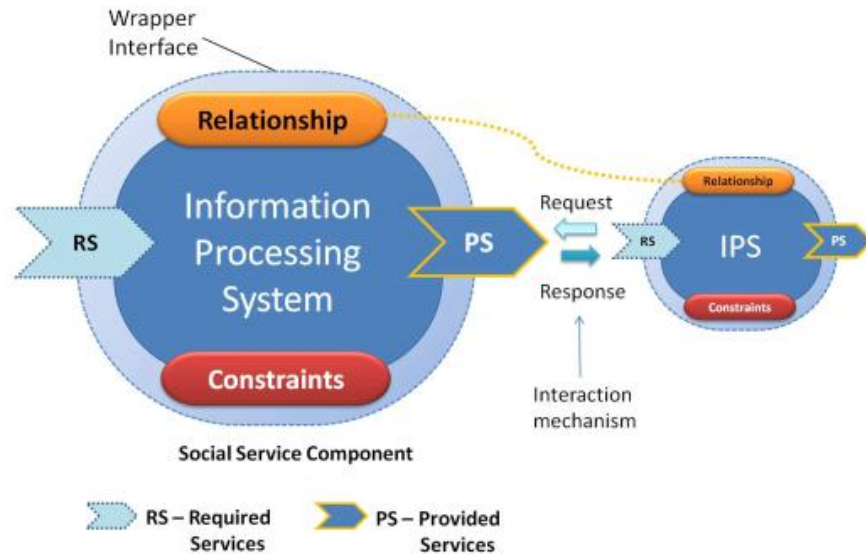 Wrapper
Interface
Relationship
Information
Processing
System
RS
PS
Constraints
Request
Response
Relationship
RS
IPS
PS
Constraints
Interaction
mechanism
Social Service Component
RS – Required
Services
PS – Provided
Services